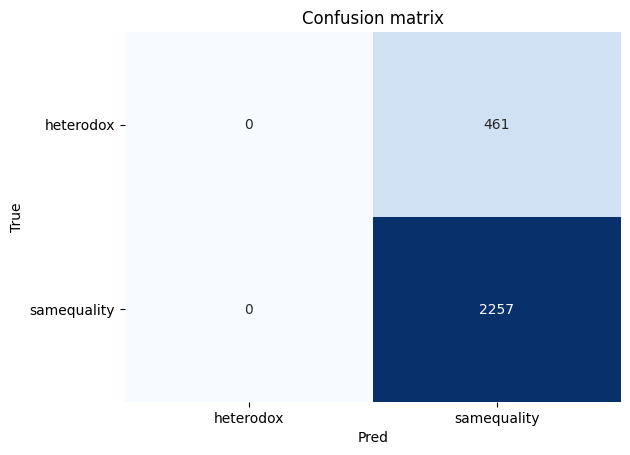 Confusion matrix
True
heterodox
0
461
samequality
0
2257
heterodox
samequality
Pred